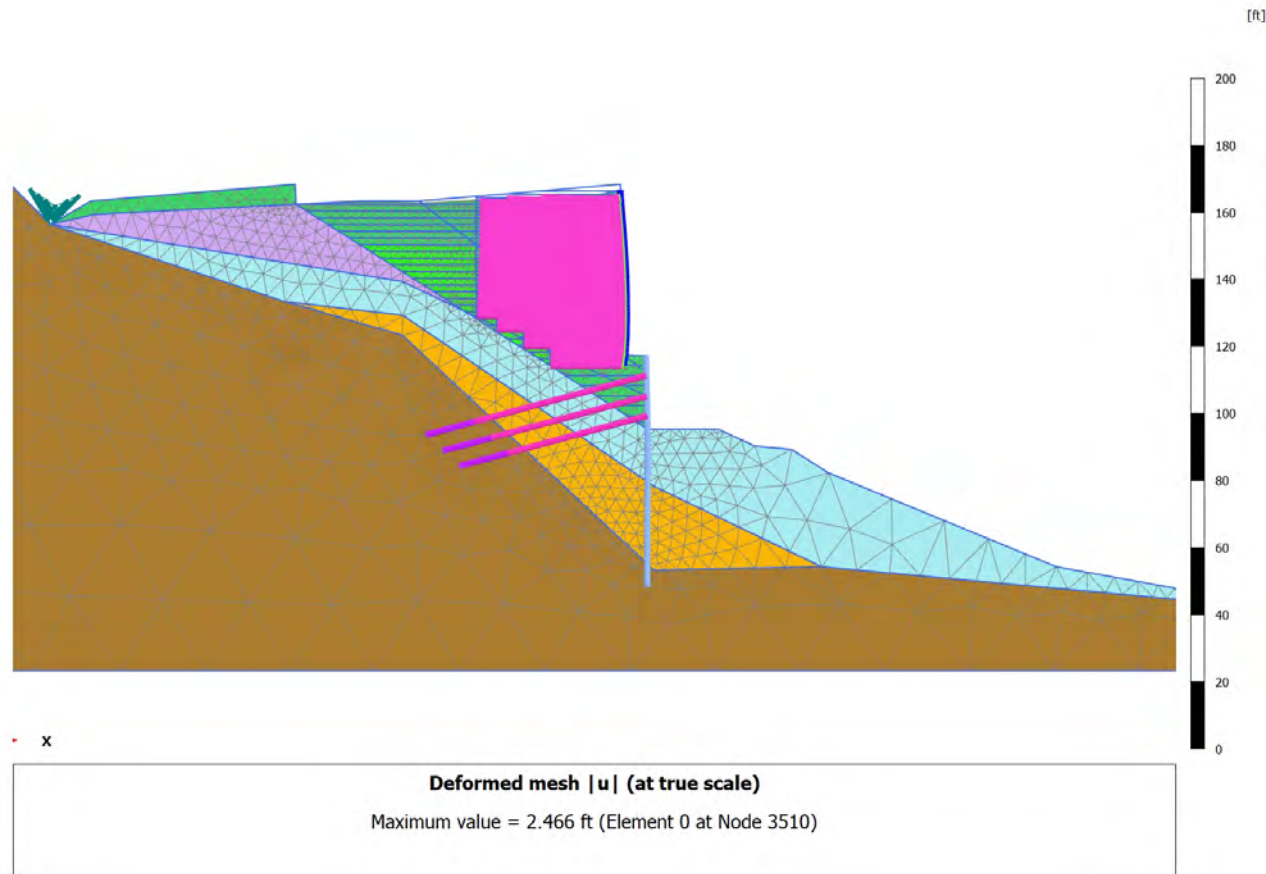 [ft]
200
180
160
140
120
100
80
60
40
20
0
x
Deformed mesh |u| (at true scale)
Maximum value = 2.466 ft (Element 0 at Node 3510)